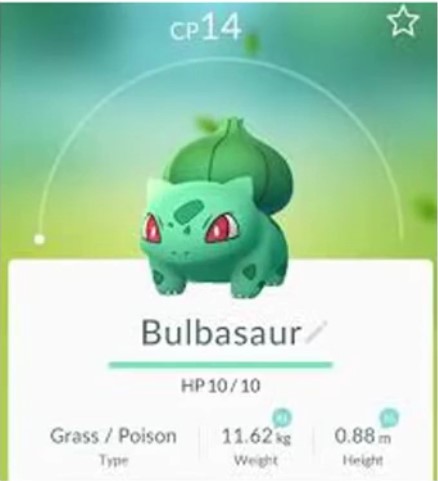 CP14
Bulbasaur
HP 10 / 10
Grass / Poison
11.62 kg
0.88 m
Type
Weight
Height